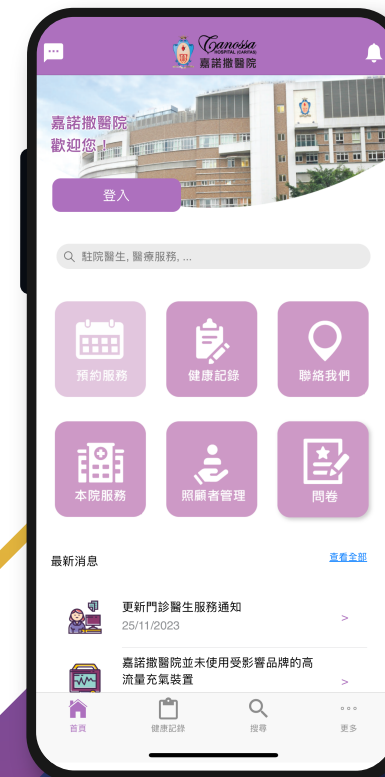 Canossa
HOSPITAL (CARITAS)
嘉諾撒醫院
嘉諾撒醫院
歡迎您！
登入
駐院醫生, 醫療服務, ...
預約服務
健康記錄
聯絡我們
本院服務
照顧者管理
問卷
最新消息
查看全部
更新門診醫生服務通知
25/11/2023
>
嘉諾撒醫院並未使用受影響品牌的高
流量充氧裝置
>
首頁
健康記錄
搜尋
更多